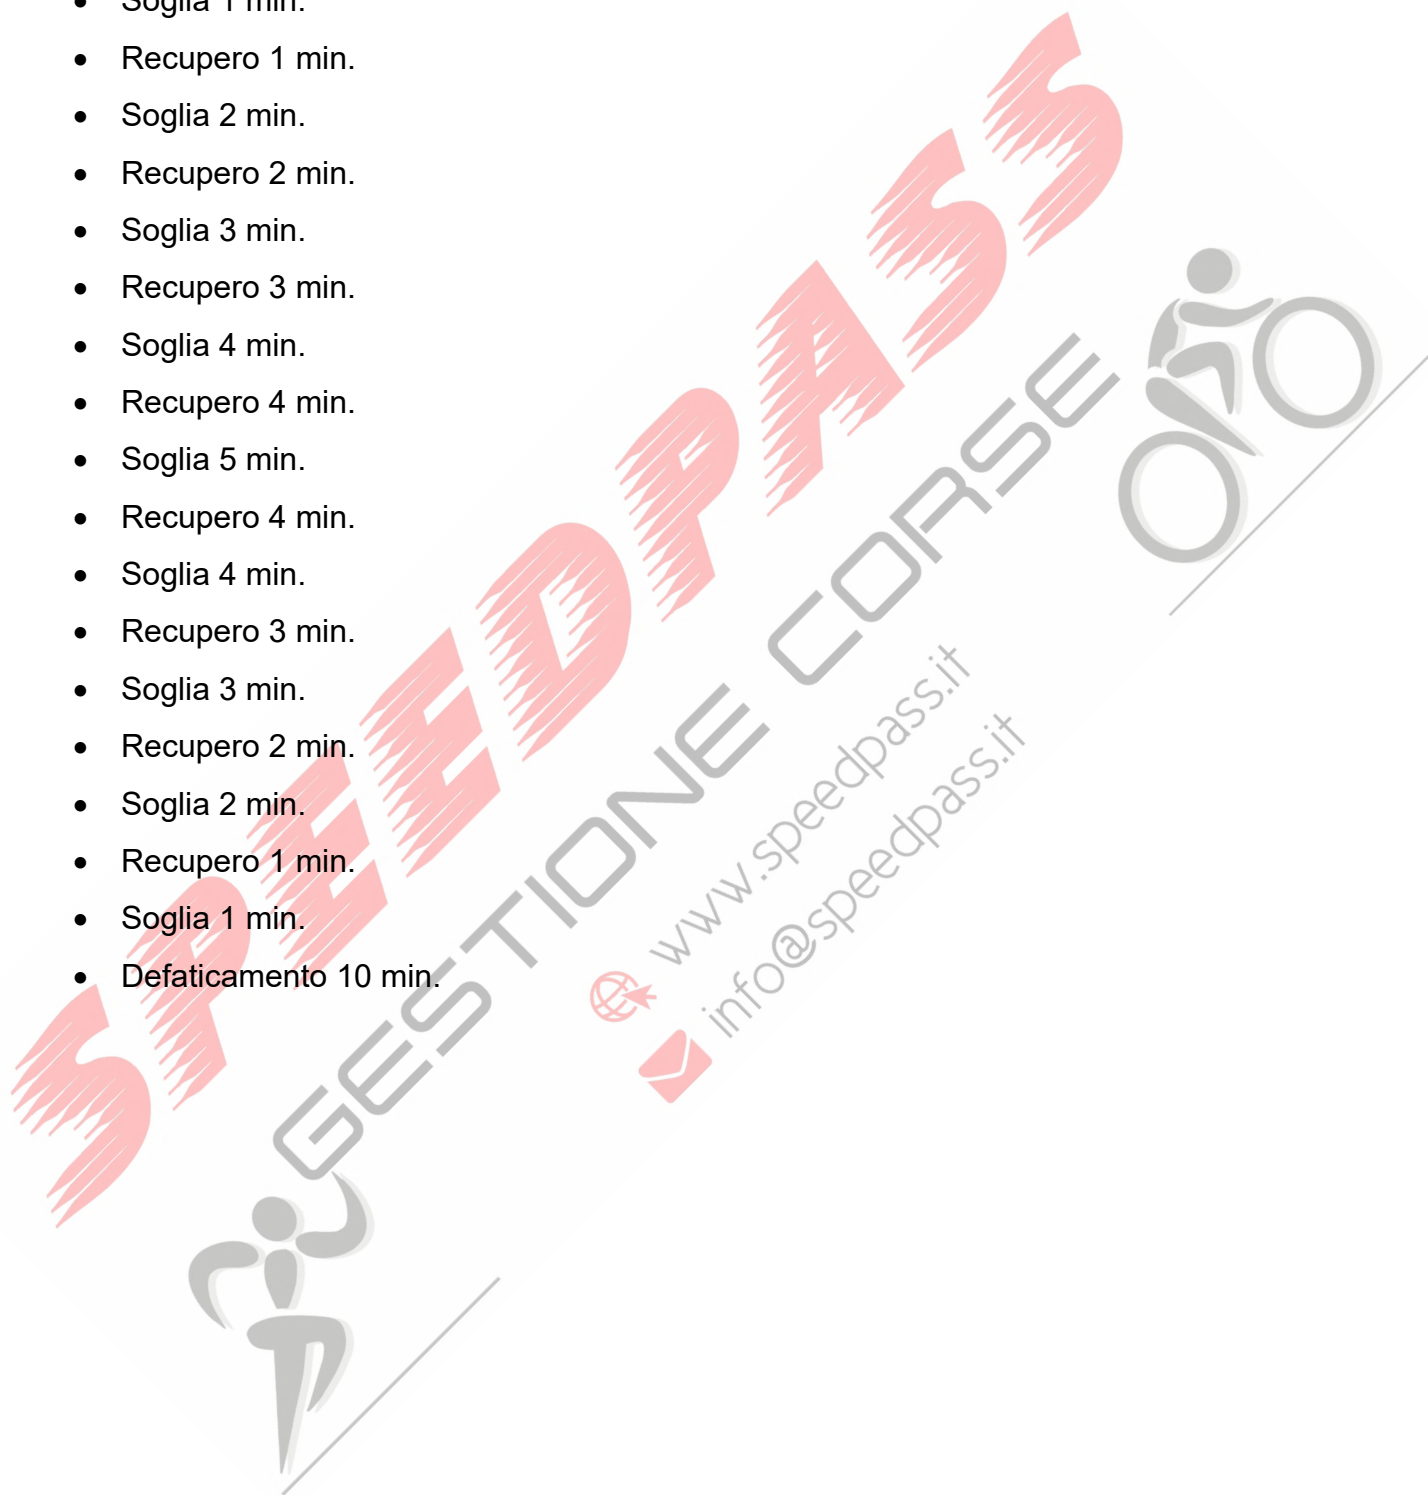 • Soglia 1 min.
• Recupero 1 min.
• Soglia 2 min.
• Recupero 2 min.
• Soglia 3 min.
• Recupero 3 min.
• Soglia 4 min.
• Recupero 4 min.
• Soglia 5 min.
• Recupero 4 min.
• Soglia 4 min.
• Recupero 3 min.
• Soglia 3 min.
• Recupero 2 min.
• Soglia 2 min.
• Recupero 1 min.
• Soglia 1 min.
• Defaticamento 10 min.
SPEEDPASS
GESTIONE CORSE
www.speedpass.it
info@speedpass.it